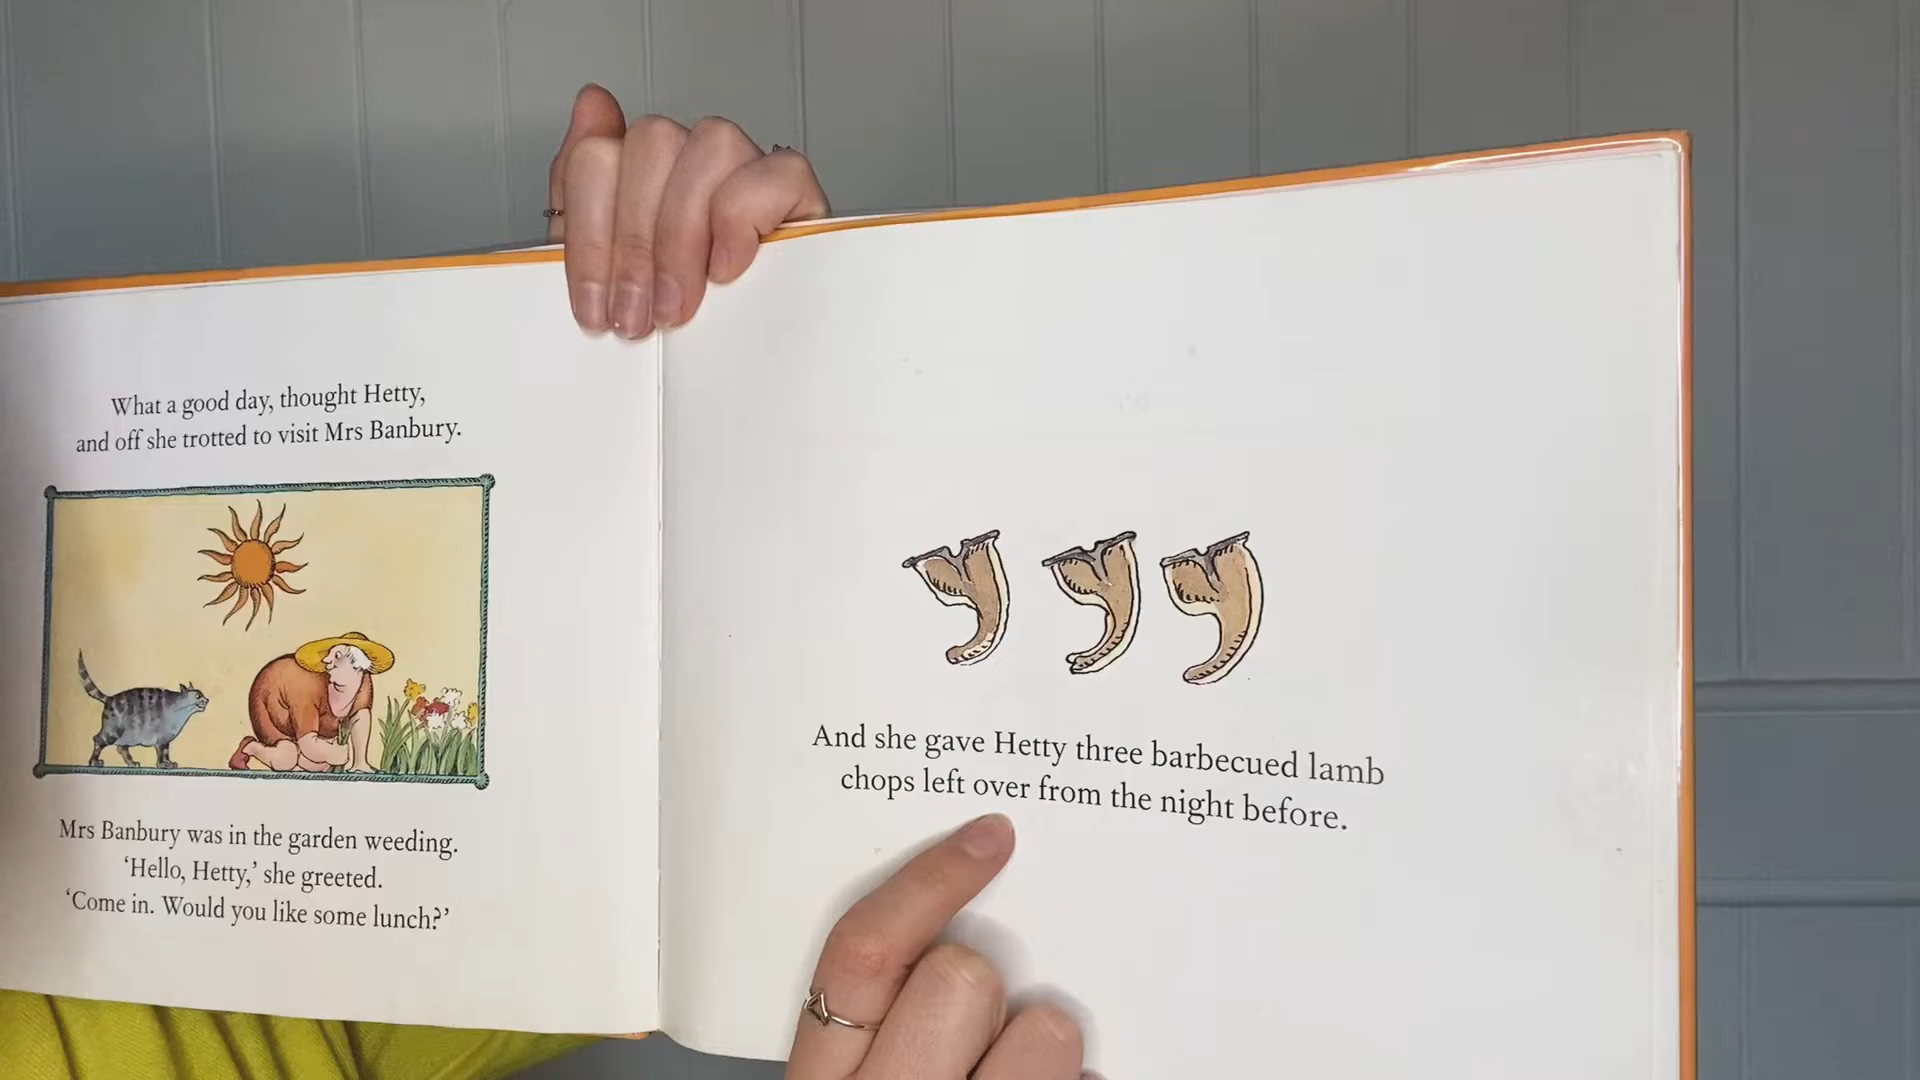 What a good day, thought Hetty,
and off she trotted to visit Mrs Banbury.
Mrs Banbury was in the garden weeding.
‘Hello, Hetty,’ she greeted.
‘Come in. Would you like some lunch?’
And she gave Hetty three barbecued lamb
chops left over from the night before.